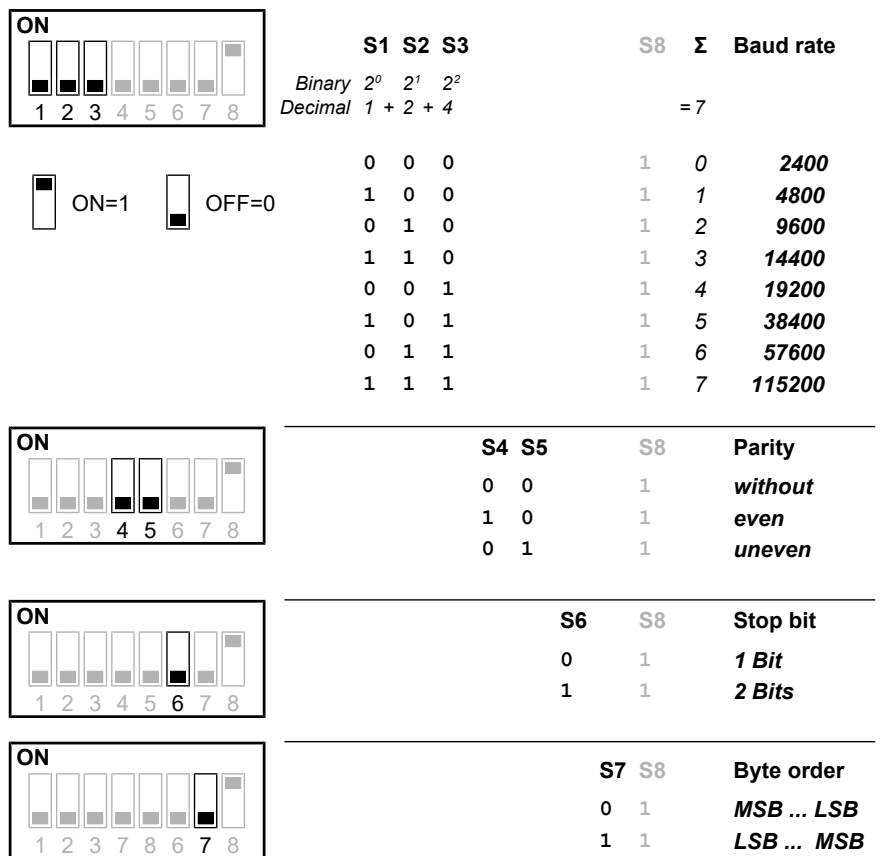 ON
1 2 3 4 5 6 7 8
S1 S2 S3 S8 Σ Baud rate
Binary 2⁰ 2¹ 2²
Decimal 1 + 2 + 4 = 7
ON=1 OFF=0
0 0 0 1 0 2400
1 0 0 1 1 4800
0 1 0 1 2 9600
1 1 0 1 3 14400
0 0 1 1 4 19200
1 0 1 1 5 38400
0 1 1 1 6 57600
1 1 1 1 7 115200
ON
1 2 3 4 5 6 7 8
S4 S5 S8 Parity
0 0 1 without
1 0 1 even
0 1 1 uneven
ON
1 2 3 4 5 6 7 8
S6 S8 Stop bit
0 1 1 Bit
1 1 2 Bits
ON
1 2 3 7 8 6 7 8
S7 S8 Byte order
0 1 MSB ... LSB
1 1 LSB ... MSB